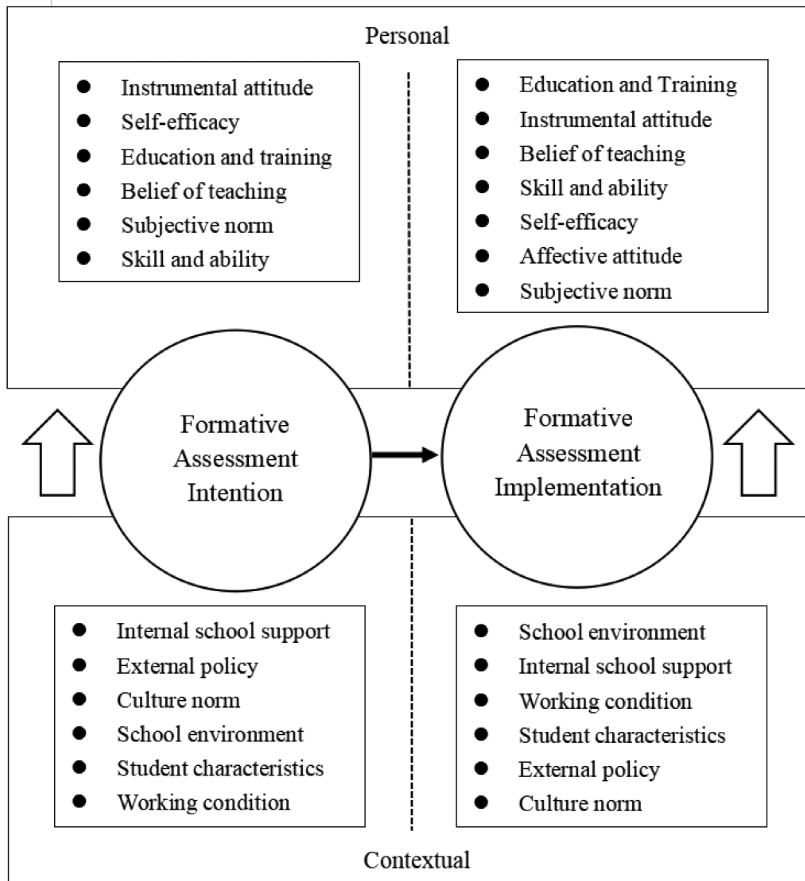 Personal
Instrumental attitude
Self-efficacy
Education and training
Belief of teaching
Subjective norm
Skill and ability
Education and Training
Instrumental attitude
Belief of teaching
Skill and ability
Self-efficacy
Affective attitude
Subjective norm
Formative
Assessment
Intention
Formative
Assessment
Implementation
Internal school support
External policy
Culture norm
School environment
Student characteristics
Working condition
School environment
Internal school support
Working condition
Student characteristics
External policy
Culture norm
Contextual